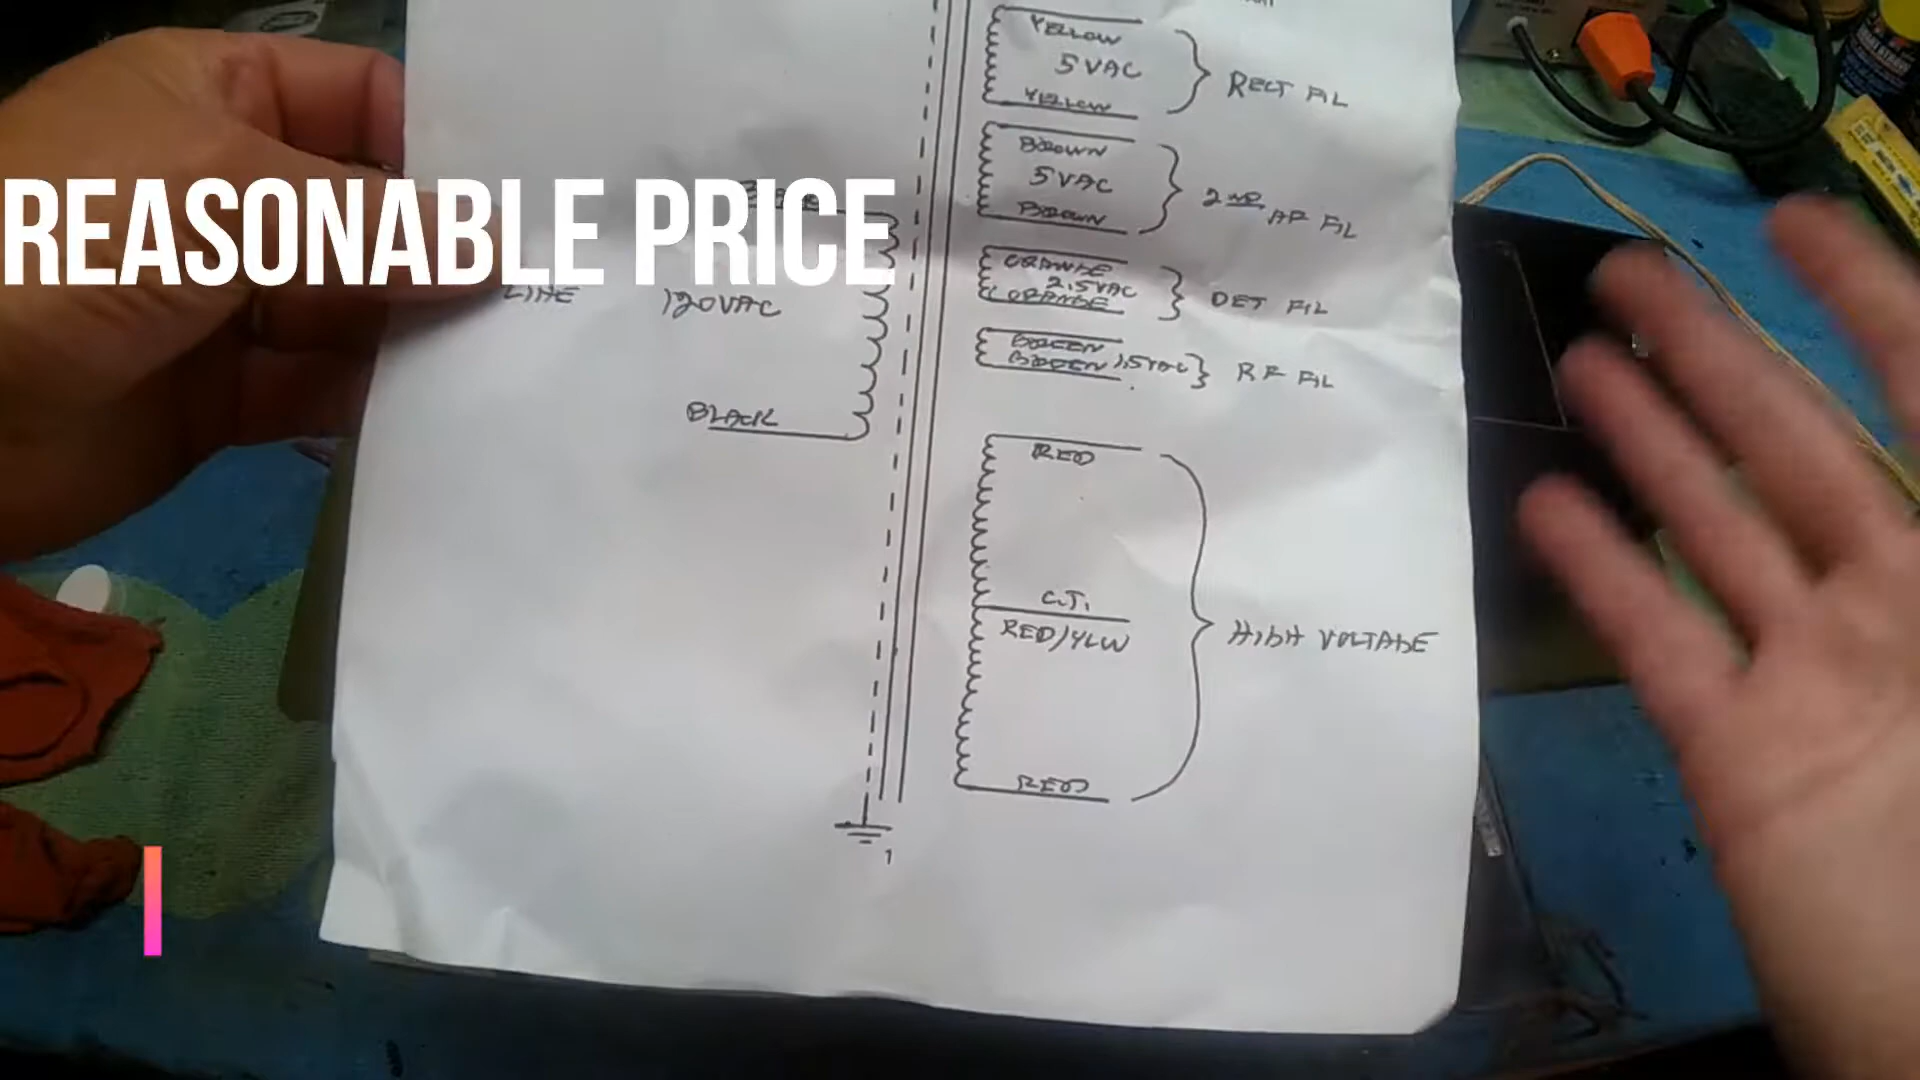 YELLOW
5VAC
YELLOW
RECT FIL
BROWN
5VAC
BROWN
2ND AF FIL
REASONABLE PRICE
LINE
120VAC
BLACK
ORANGE
2.5VAC
ORANGE
DET FIL
GREEN
GREEN 1.5VAC
RF FIL
RED
C.T.
RED/YLW
RED
HIGH VOLTAGE
1